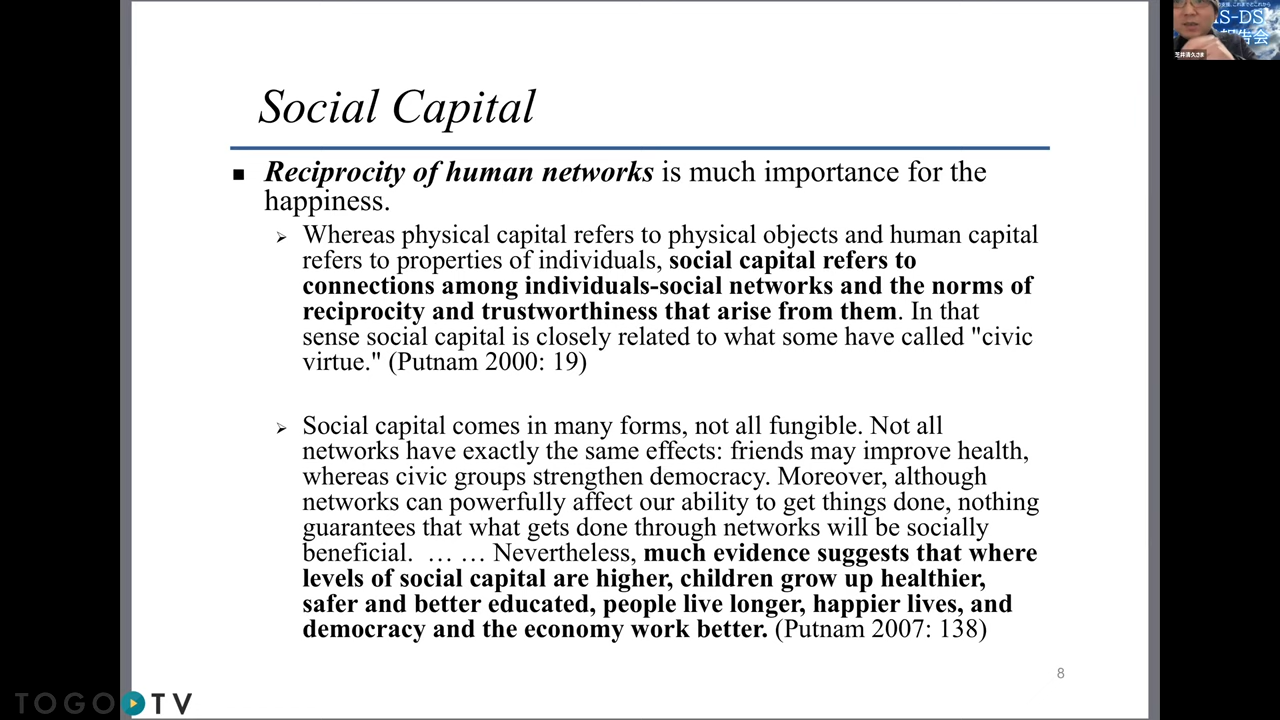 Social Capital
■ Reciprocity of human networks is much importance for the
happiness.
➢ Whereas physical capital refers to physical objects and human capital
refers to properties of individuals, social capital refers to
connections among individuals-social networks and the norms of
reciprocity and trustworthiness that arise from them. In that
sense social capital is closely related to what some have called "civic
virtue." (Putnam 2000: 19)
➢ Social capital comes in many forms, not all fungible. Not all
networks have exactly the same effects: friends may improve health,
whereas civic groups strengthen democracy. Moreover, although
networks can powerfully affect our ability to get things done, nothing
guarantees that what gets done through networks will be socially
beneficial. … … Nevertheless, much evidence suggests that where
levels of social capital are higher, children grow up healthier,
safer and better educated, people live longer, happier lives, and
democracy and the economy work better. (Putnam 2007: 138)
8
TOGO TV
S-DS
告会